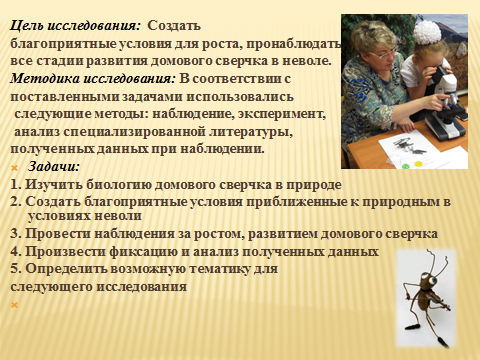 Цель исследования: Создать
благоприятные условия для роста, пронаблюдать
все стадии развития домового сверчка в неволе.
Методика исследования: В соответствии с
поставленными задачами использовались
следующие методы: наблюдение, эксперимент,
анализ специализированной литературы,
полученных данных при наблюдении.
Задачи:
1. Изучить биологию домового сверчка в природе
2. Создать благоприятные условия приближенные к природным в
условиях неволи
3. Провести наблюдения за ростом, развитием домового сверчка
4. Произвести фиксацию и анализ полученных данных
5. Определить возможную тематику для
следующего исследования